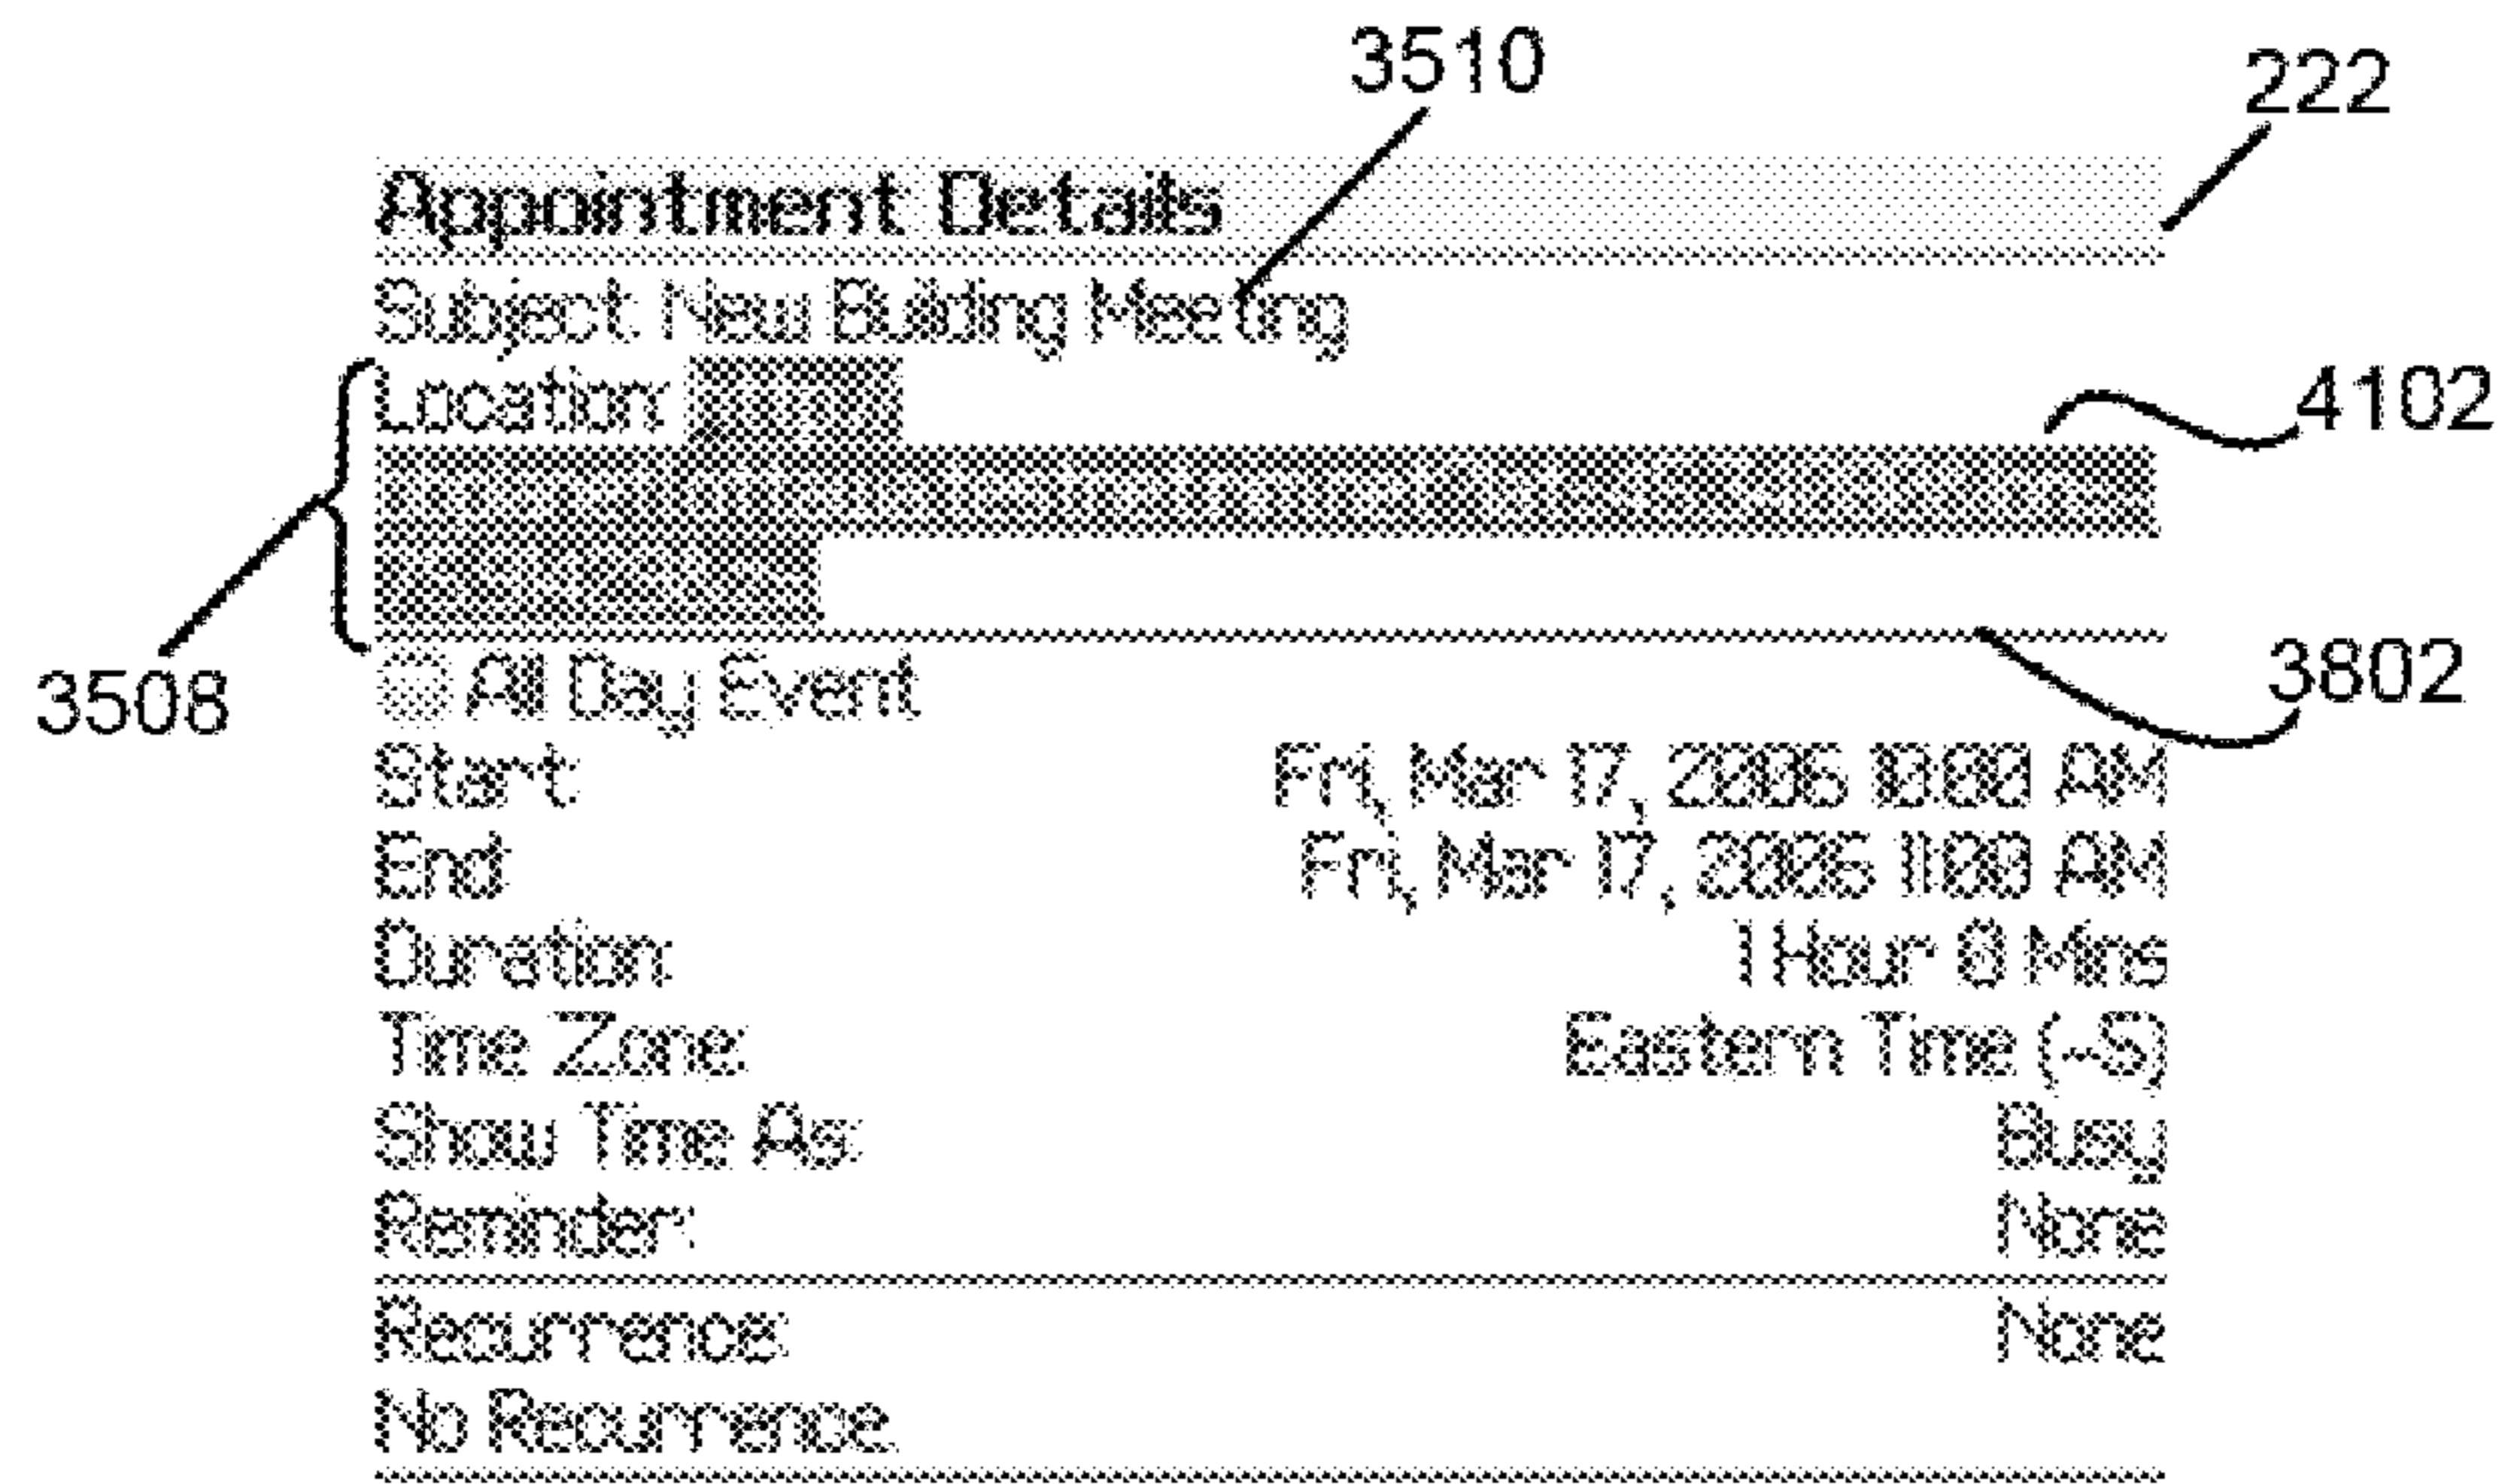 3510
222
Appointment Details
Subject: New Building Meeting
Location:
4102
3508
All Day Event
3802
Start: Fri, Mar 17, 2006 10:00 AM
End: Fri, Mar 17, 2006 11:00 AM
Duration: 1 Hour 0 Mins
Time Zone: Eastern Time (-5)
Show Time As: Busy
Reminder: None
Recurrence: None
No Recurrence.